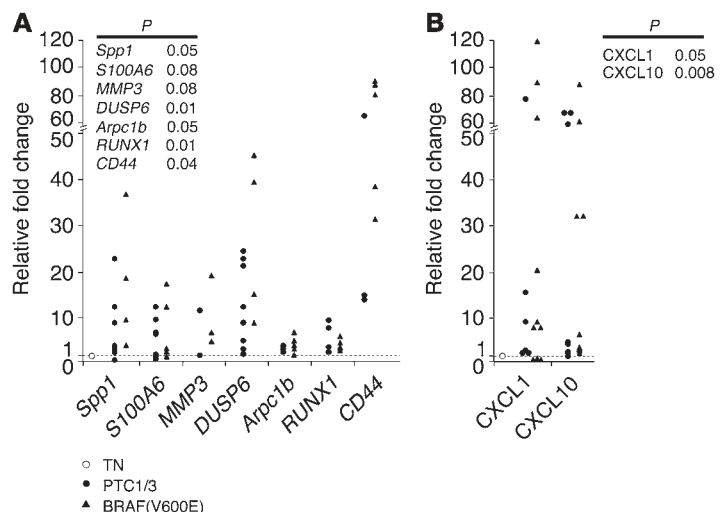 A
P
Spp1 0.05
S100A6 0.08
MMP3 0.08
DUSP6 0.01
Arpc1b 0.05
RUNX1 0.01
CD44 0.04
Relative fold change
120
100
80
60
50
40
30
20
10
1
0
Spp1
S100A6
MMP3
DUSP6
Arpc1b
RUNX1
CD44
TN
PTC1/3
BRAF(V600E)
B
P
CXCL1 0.05
CXCL10 0.008
Relative fold change
120
100
80
60
50
40
30
20
10
1
0
CXCL1
CXCL10